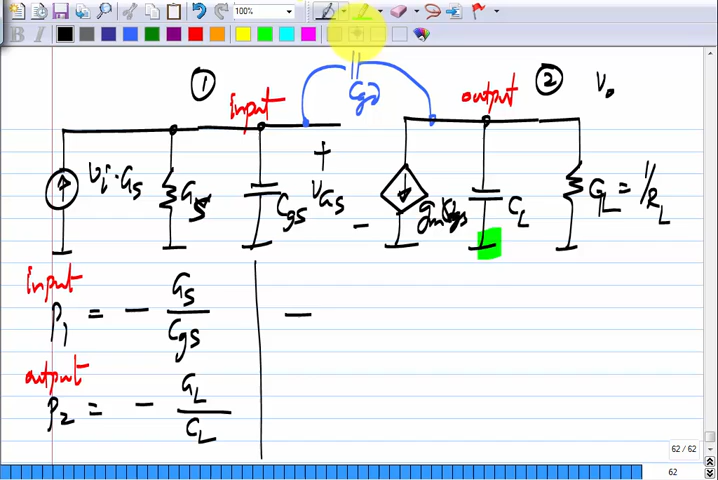 100%
B I
① input Cgd output ② Vo
+
Vi·Gs Gs Cgs VGS gmVgs CL GL = 1/RL
−
input
P1 = − Gs/Cgs −
output
P2 = − GL/CL
62 / 62
62